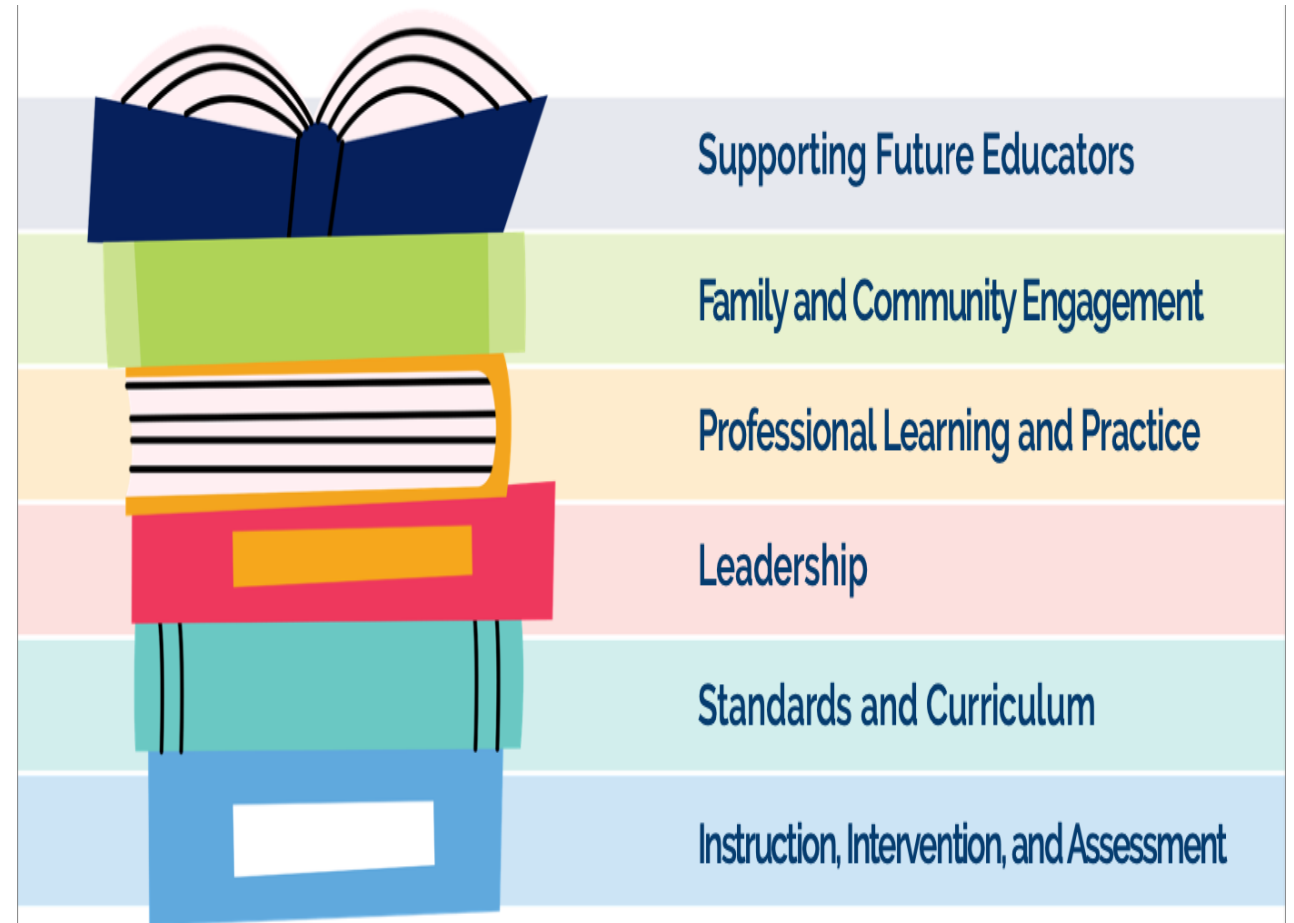 Supporting Future Educators
Family and Community Engagement
Professional Learning and Practice
Leadership
Standards and Curriculum
Instruction, Intervention, and Assessment